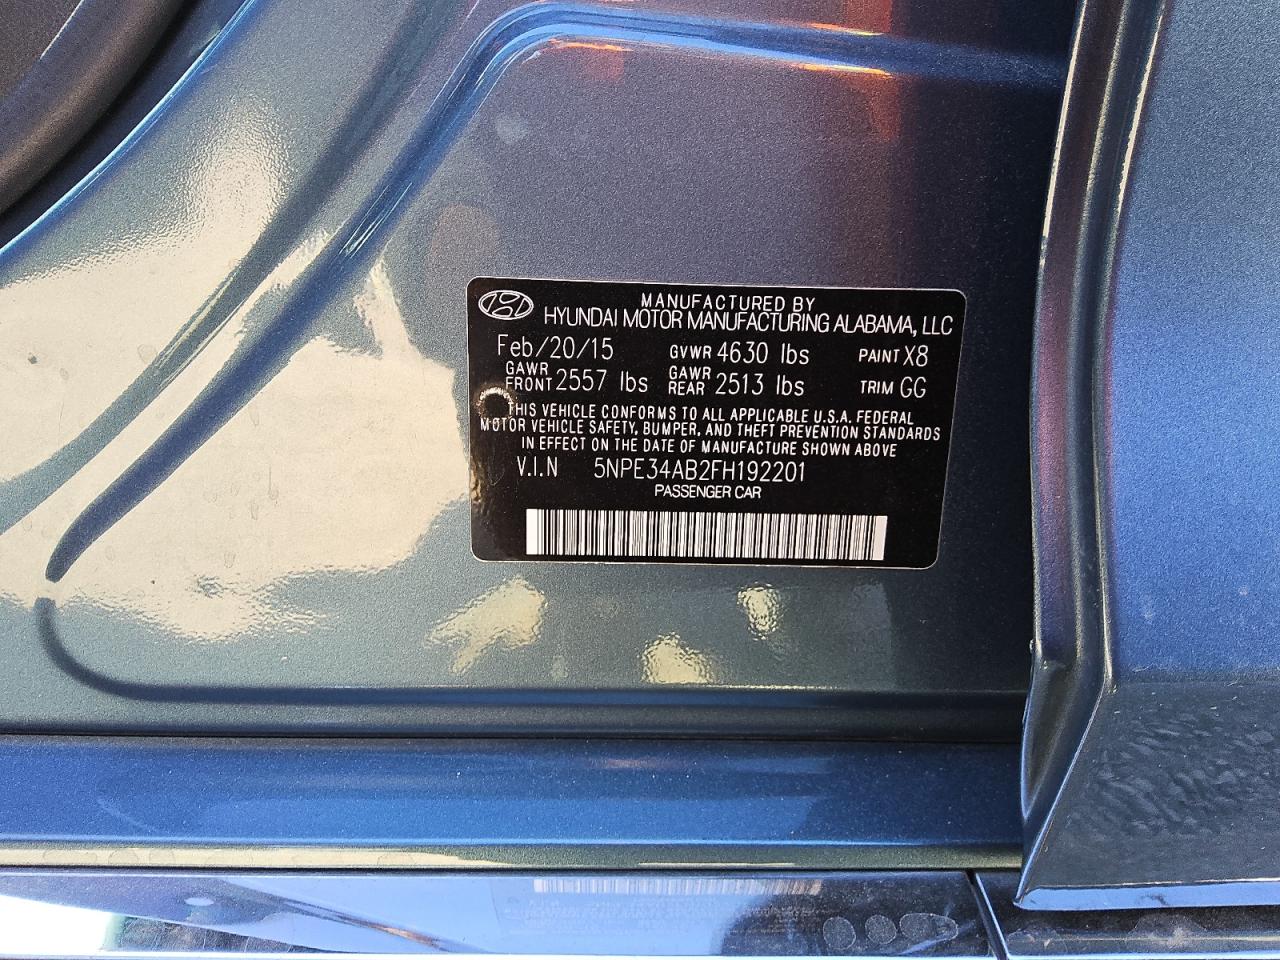 MANUFACTURED BY
HYUNDAI MOTOR MANUFACTURING ALABAMA, LLC
Feb/20/15 GVWR 4630 lbs PAINT X8
GAWR FRONT 2557 lbs GAWR REAR 2513 lbs TRIM GG
THIS VEHICLE CONFORMS TO ALL APPLICABLE U.S.A. FEDERAL
MOTOR VEHICLE SAFETY, BUMPER, AND THEFT PREVENTION STANDARDS
IN EFFECT ON THE DATE OF MANUFACTURE SHOWN ABOVE
V.I.N 5NPE34AB2FH192201
PASSENGER CAR